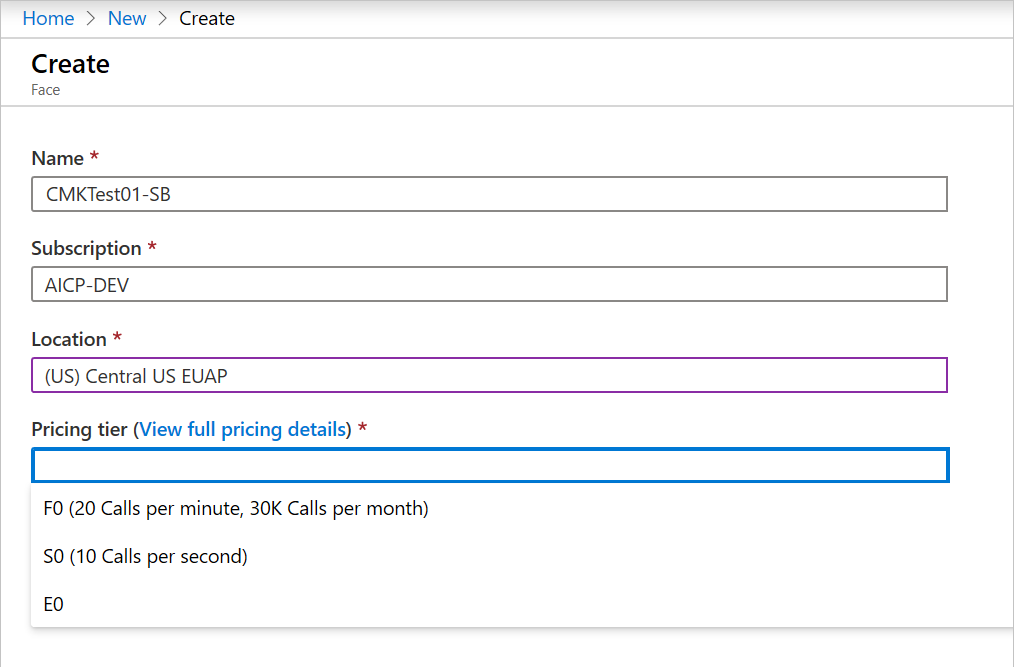 Home > New > Create
Create
Face
Name *
CMKTest01-SB
Subscription *
AICP-DEV
Location *
(US) Central US EUAP
Pricing tier (View full pricing details) *
F0 (20 Calls per minute, 30K Calls per month)
S0 (10 Calls per second)
E0